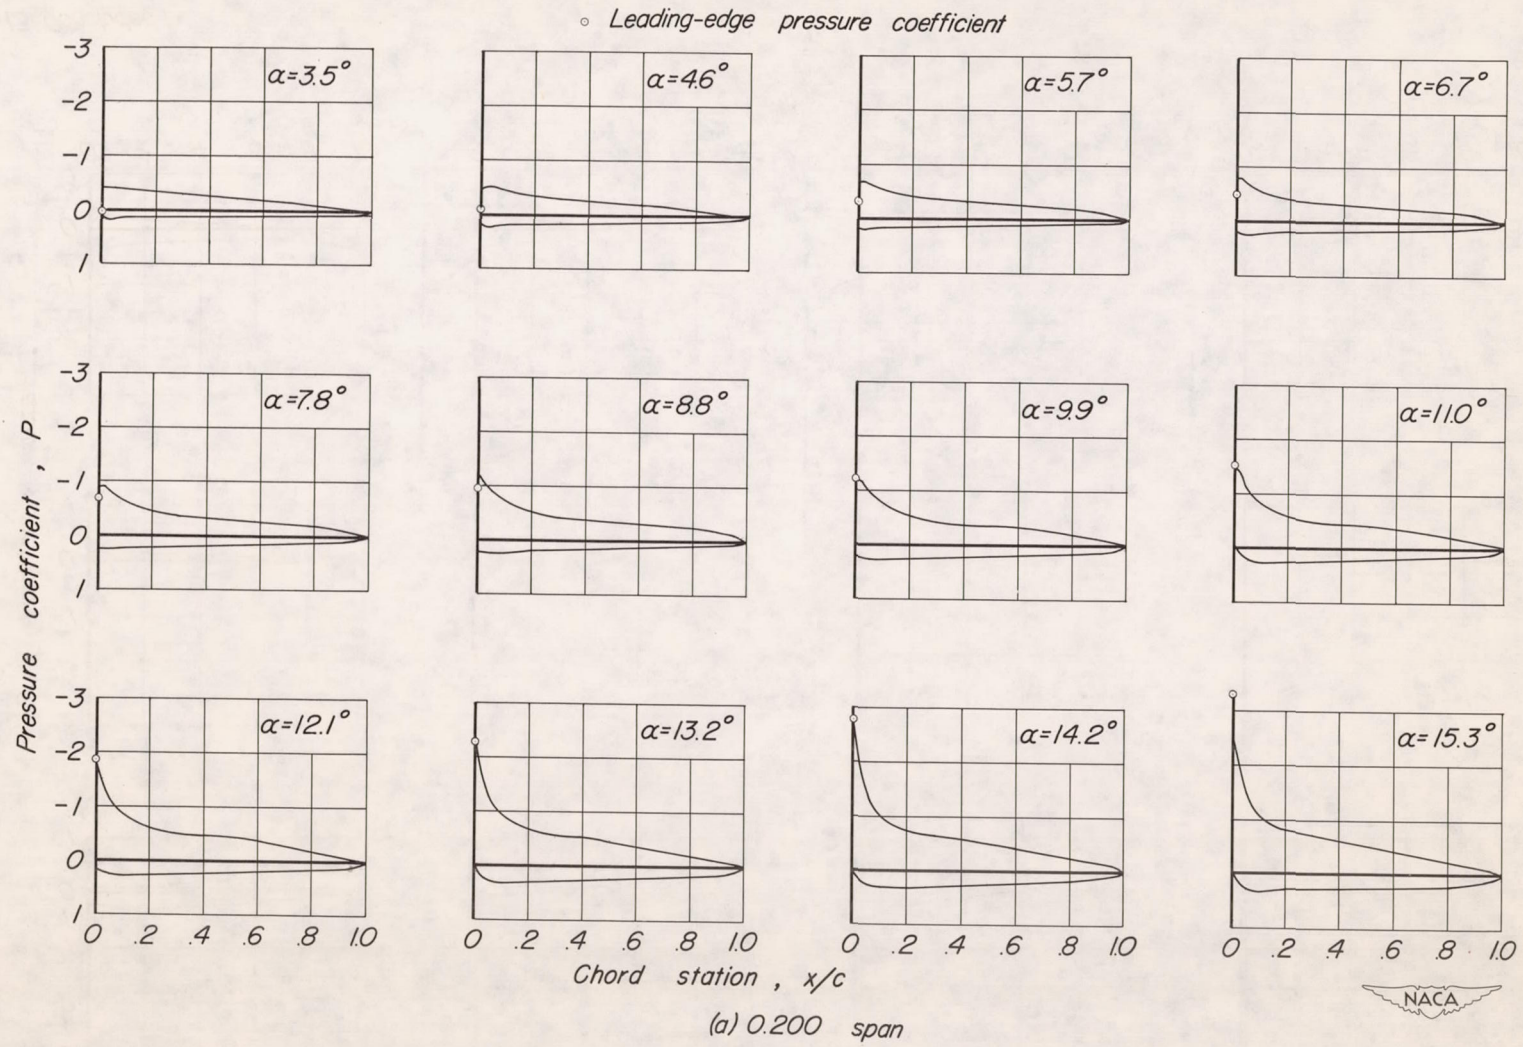 Leading-edge pressure coefficient
-3
-2
-1
0
1
α=3.5°
α=4.6°
α=5.7°
α=6.7°
-3
-2
-1
0
1
α=7.8°
α=8.8°
α=9.9°
α=11.0°
Pressure coefficient , P
-3
-2
-1
0
1
α=12.1°
α=13.2°
α=14.2°
α=15.3°
0 .2 .4 .6 .8 1.0
0 .2 .4 .6 .8 1.0
0 .2 .4 .6 .8 1.0
0 .2 .4 .6 .8 1.0
Chord station , x/c
NACA
(a) 0.200 span